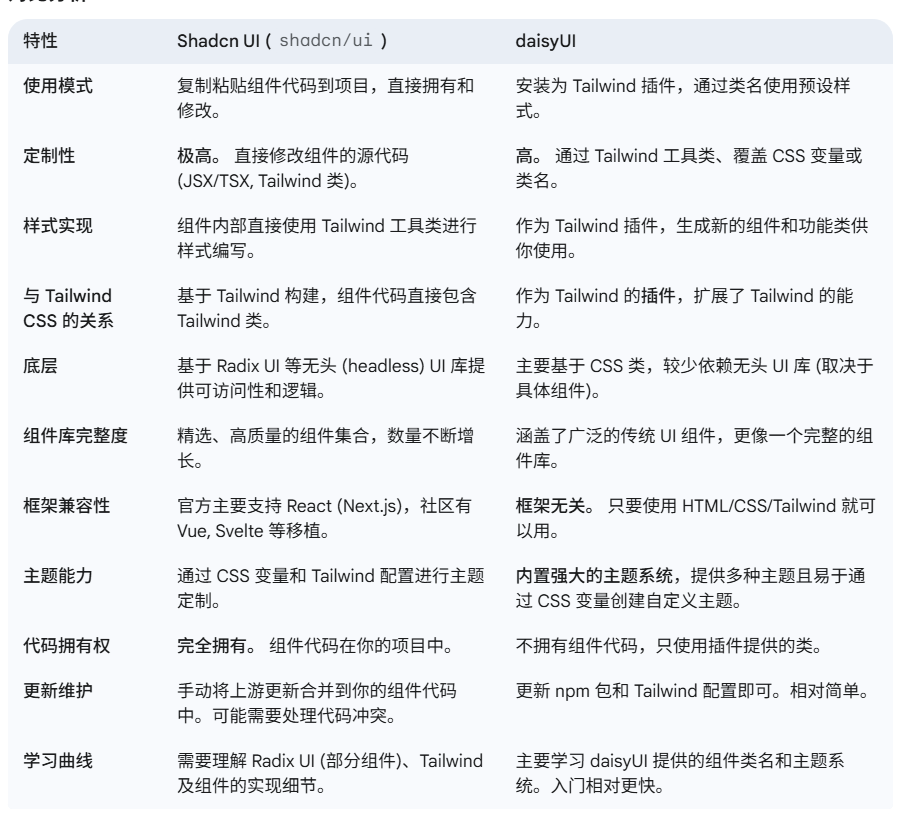 特性 Shadcn UI ( shadcn/ui ) daisyUI
使用模式 复制粘贴组件代码到项目，直接拥有和 安装为 Tailwind 插件，通过类名使用预设样
修改。 式。
定制性 极高。 直接修改组件的源代码 高。 通过 Tailwind 工具类、覆盖 CSS 变量或
(JSX/TSX, Tailwind 类)。 类名。
样式实现 组件内部直接使用 Tailwind 工具类进行 作为 Tailwind 插件，生成新的组件和功能类供
样式编写。 你使用。
与 Tailwind 基于 Tailwind 构建，组件代码直接包含 作为 Tailwind 的插件，扩展了 Tailwind 的能
CSS 的关系 Tailwind 类。 力。
底层 基于 Radix UI 等无头 (headless) UI 库提 主要基于 CSS 类，较少依赖无头 UI 库 (取决于
供可访问性和逻辑。 具体组件)。
组件库完整度 精选、高质量的组件集合，数量不断增 涵盖了广泛的传统 UI 组件，更像一个完整的组
长。 件库。
框架兼容性 官方主要支持 React (Next.js)，社区有 框架无关。 只要使用 HTML/CSS/Tailwind 就可
Vue, Svelte 等移植。 以用。
主题能力 通过 CSS 变量和 Tailwind 配置进行主题 内置强大的主题系统，提供多种主题且易于通
定制。 过 CSS 变量创建自定义主题。
代码拥有权 完全拥有。 组件代码在你的项目中。 不拥有组件代码，只使用插件提供的类。
更新维护 手动将上游更新合并到你的组件代码 更新 npm 包和 Tailwind 配置即可。相对简单。
中。可能需要处理代码冲突。
学习曲线 需要理解 Radix UI (部分组件)、Tailwind 主要学习 daisyUI 提供的组件类名和主题系
及组件的实现细节。 统。入门相对更快。